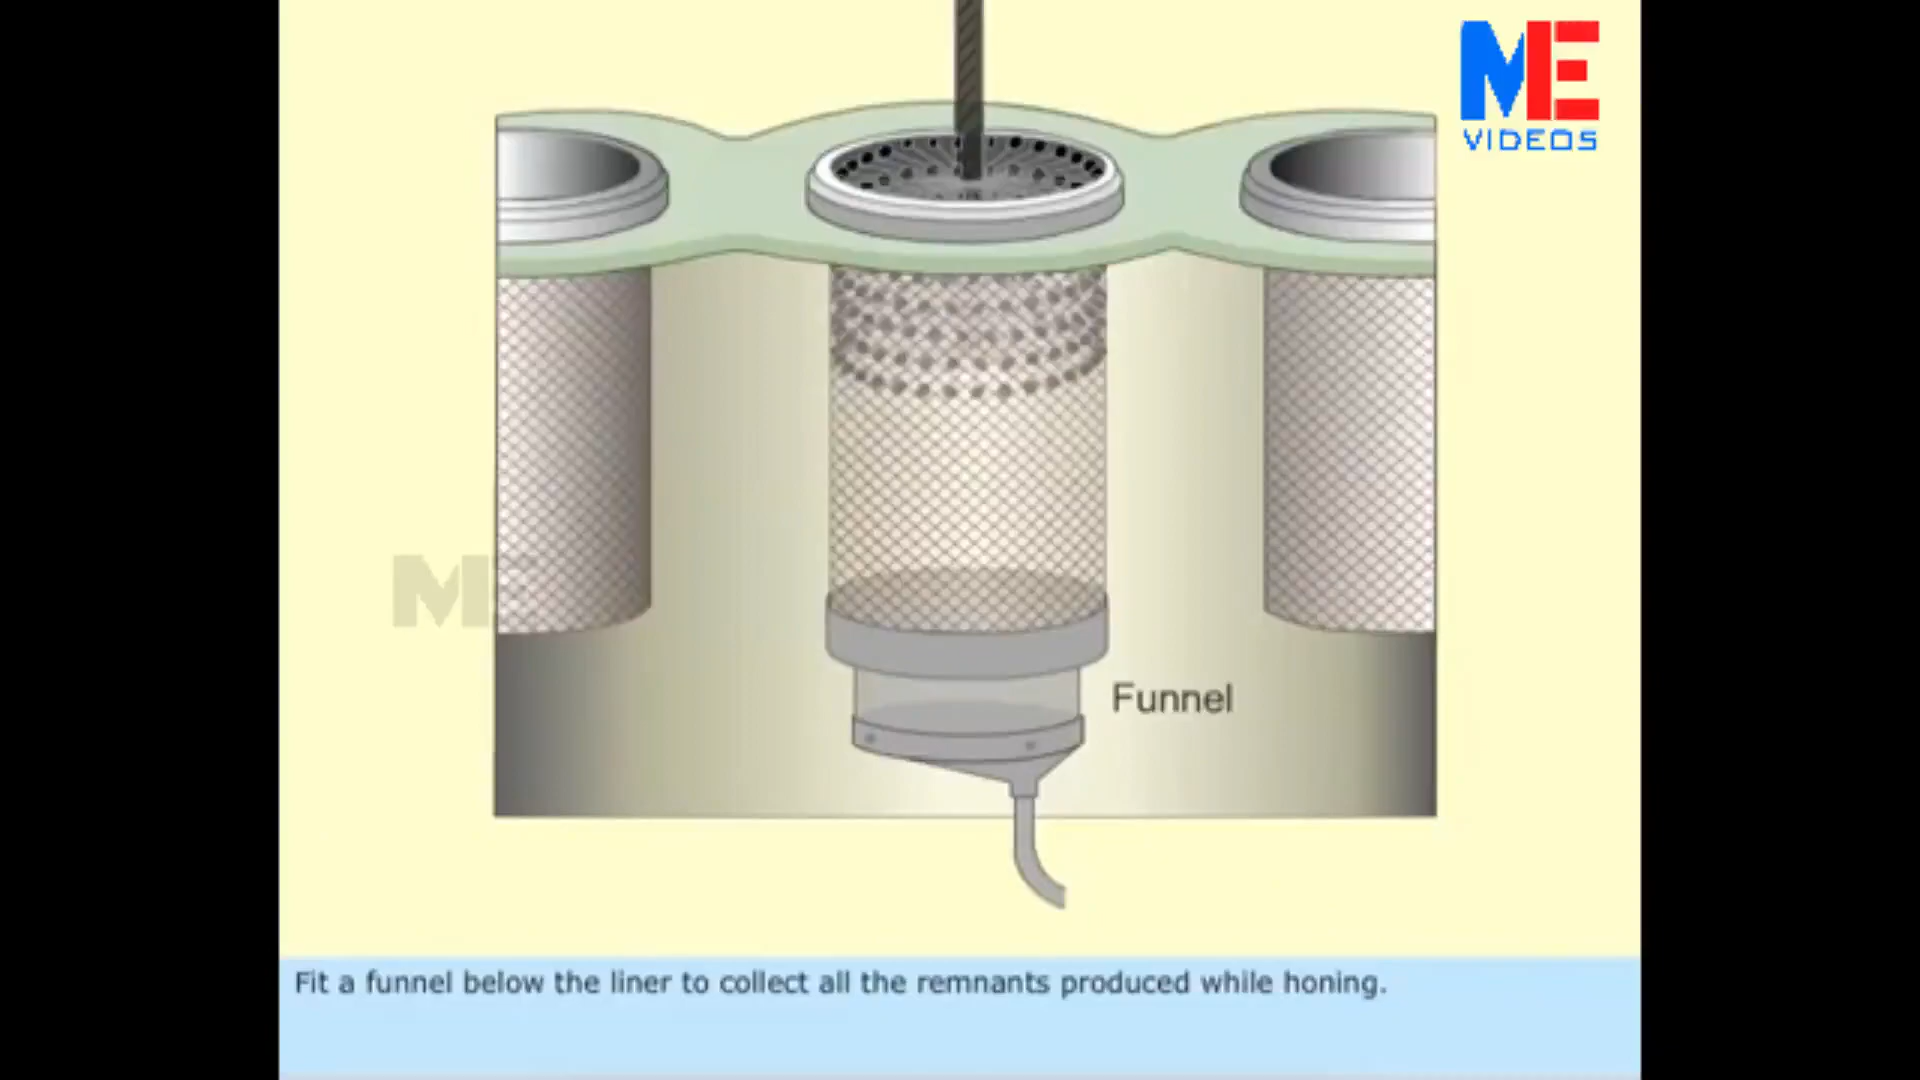 ME
VIDEOS
M
Funnel
Fit a funnel below the liner to collect all the remnants produced while honing.